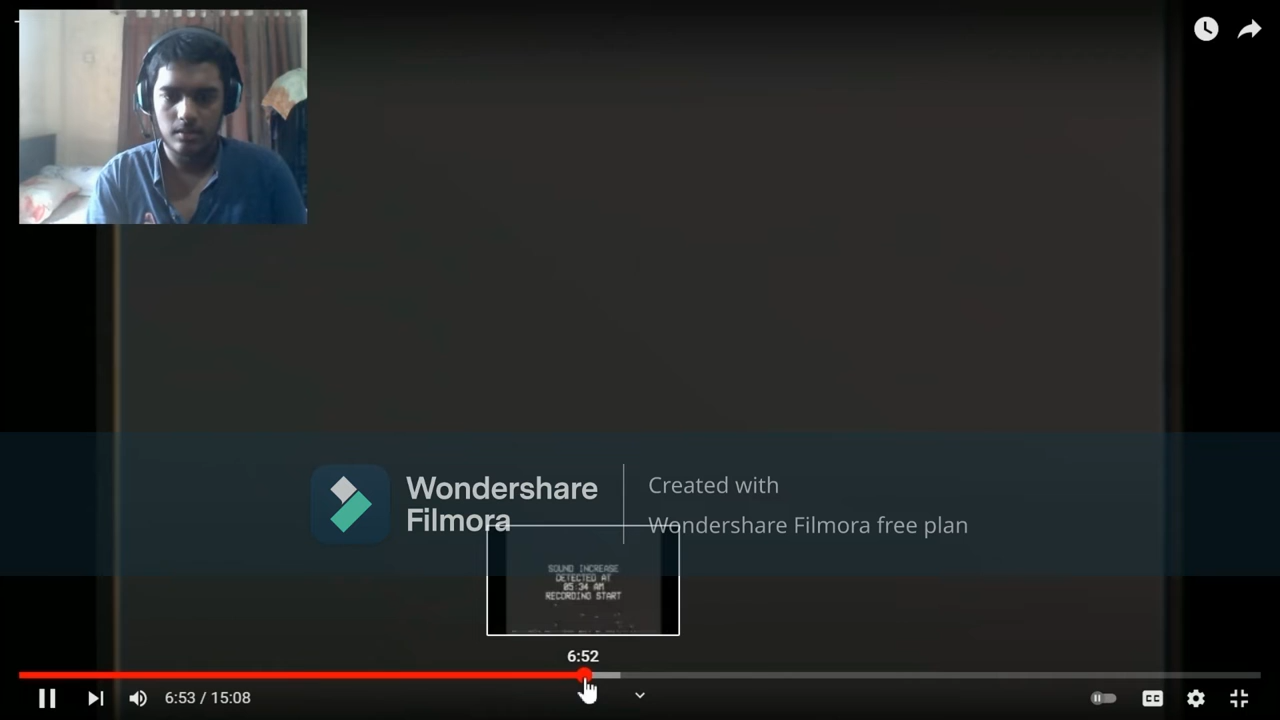 Wondershare
Filmora
Created with
Wondershare Filmora free plan
SOUND INCREASE
DETECTED AT
05:34 AM
RECORDING START
6:52
6:53 / 15:08
CC